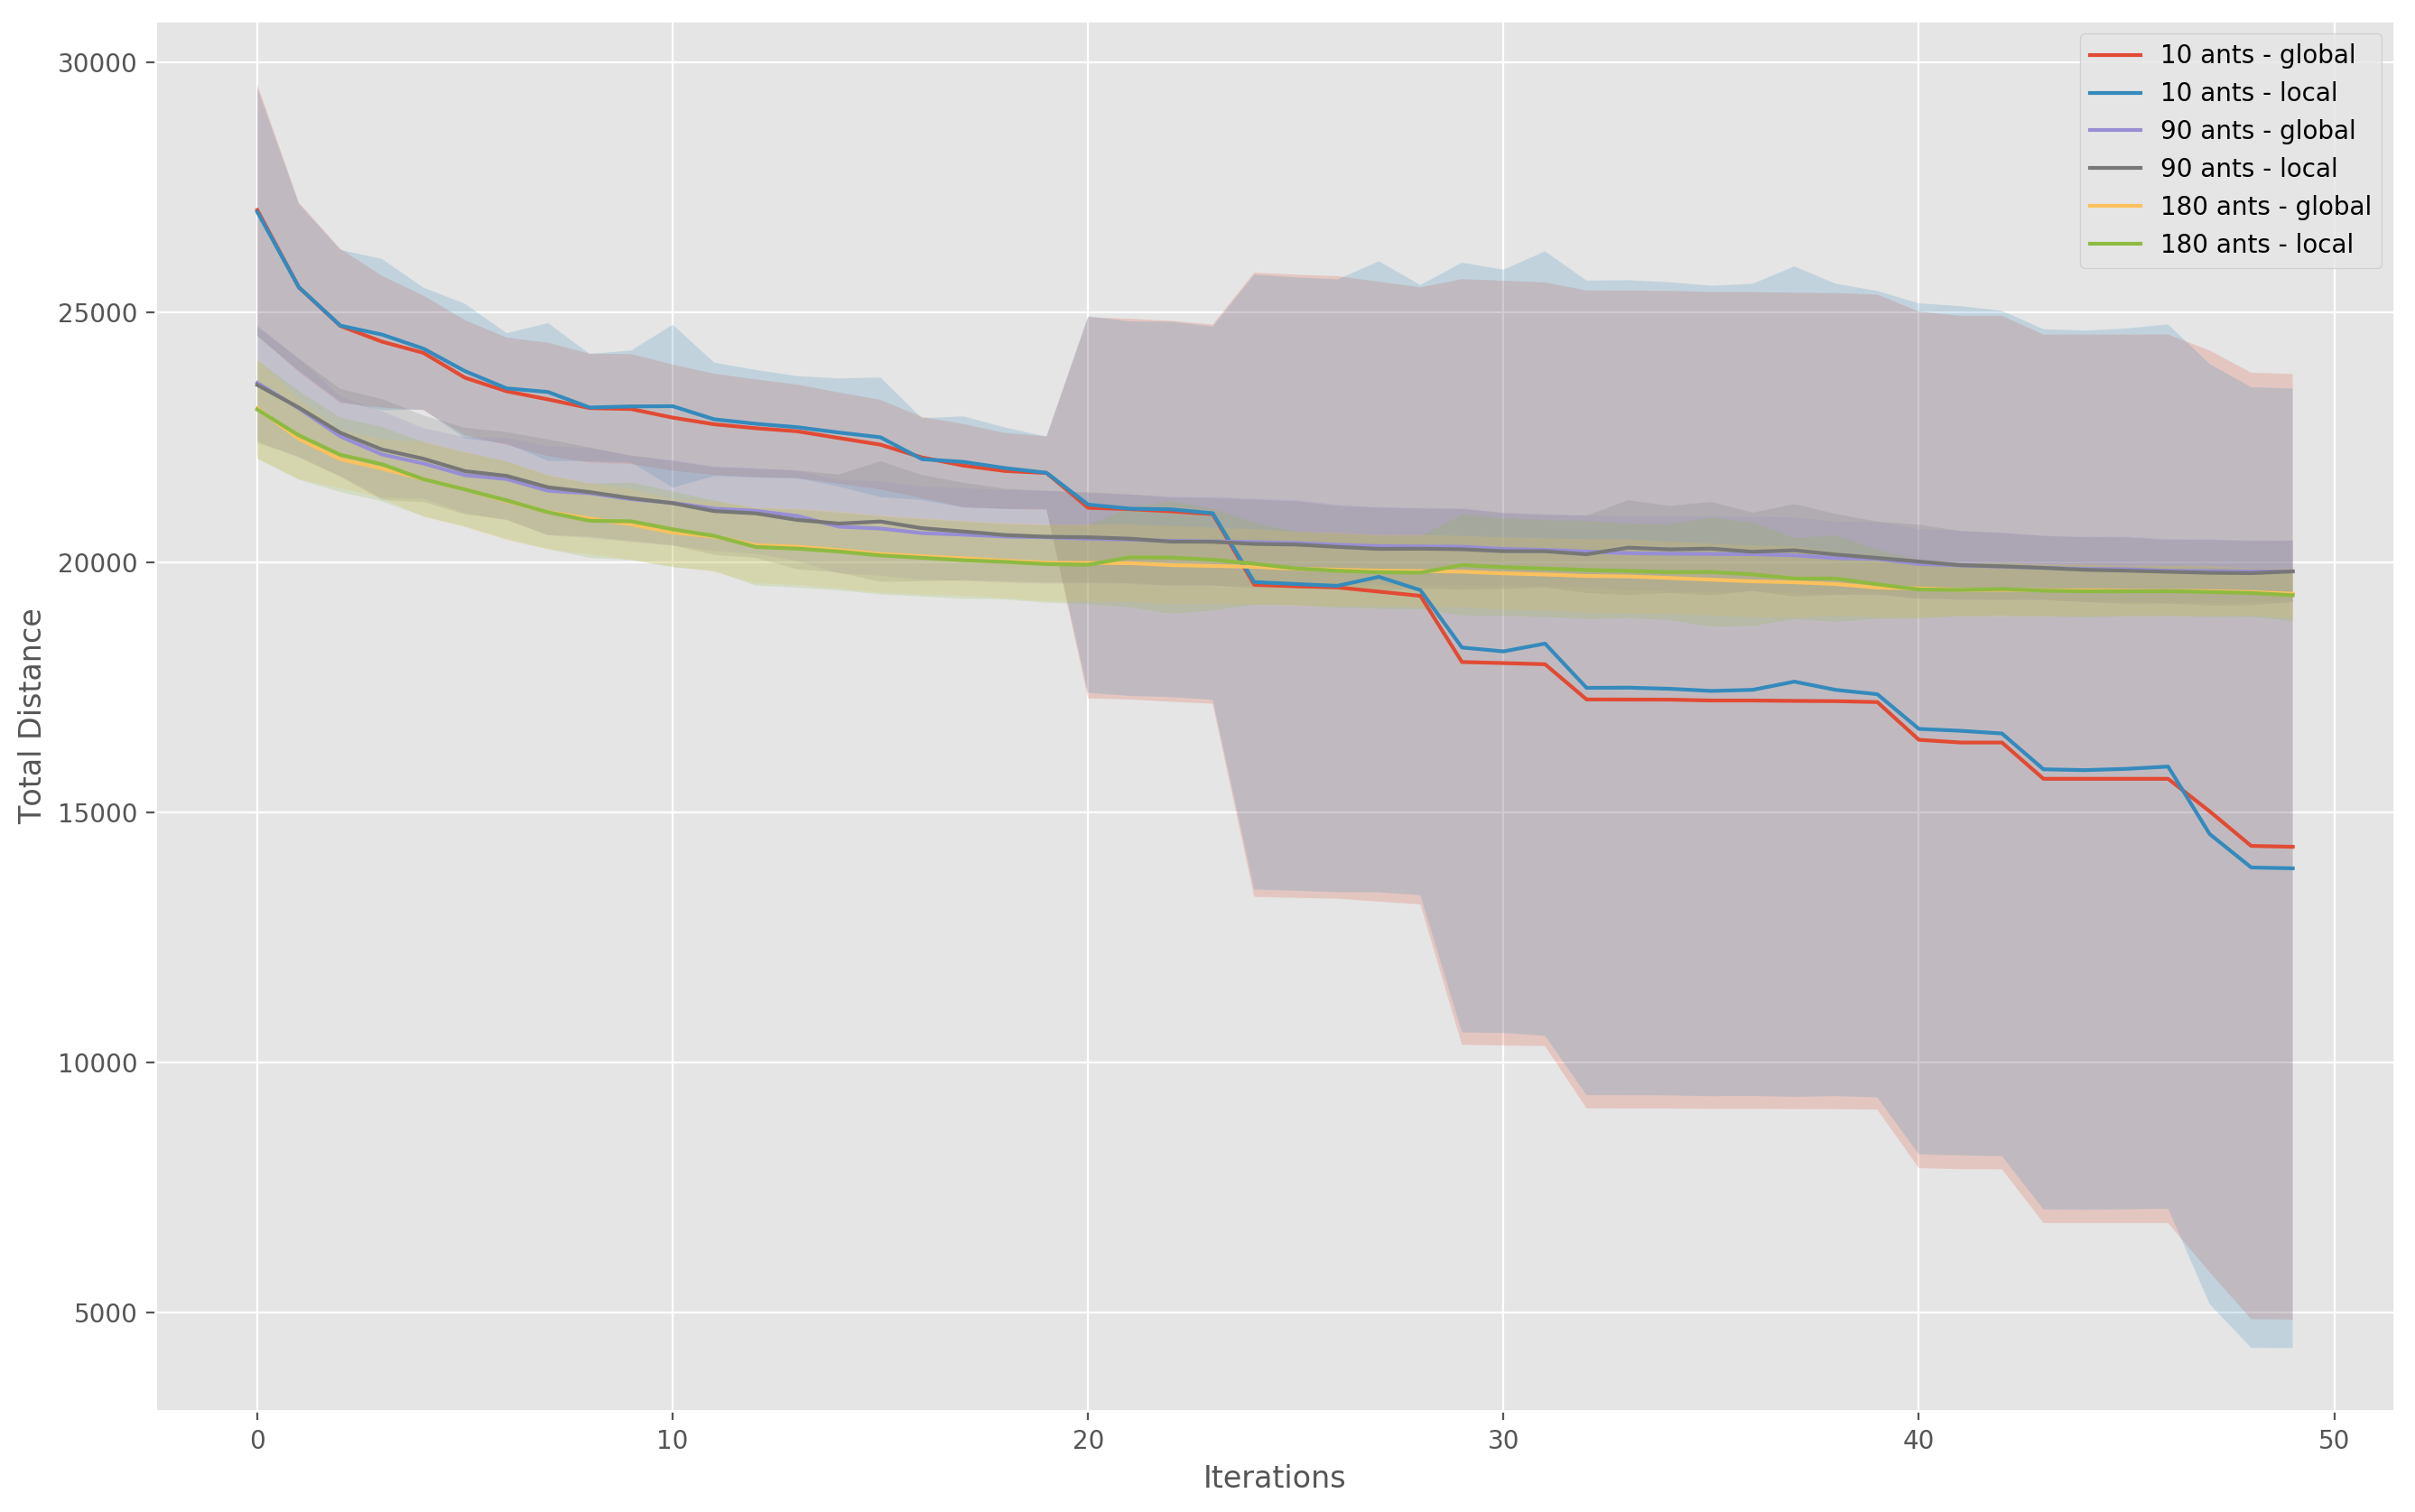 30000
25000
20000
15000
10000
5000
Total Distance
0 10 20 30 40 50
Iterations
10 ants - global
10 ants - local
90 ants - global
90 ants - local
180 ants - global
180 ants - local